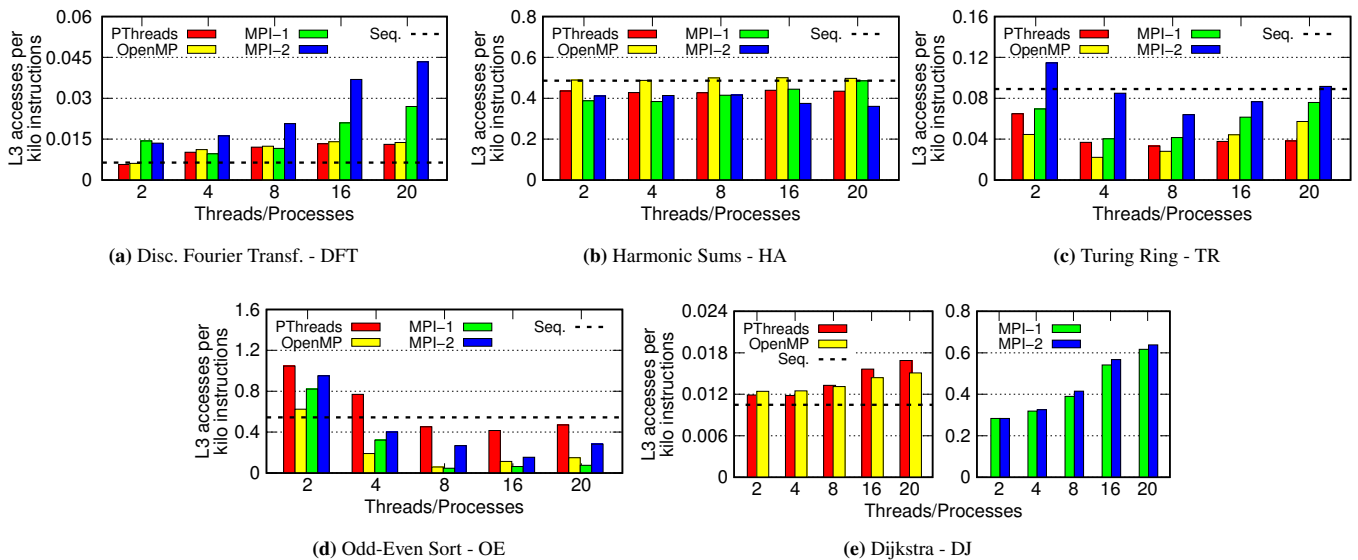 L3 accesses per
kilo instructions
0.06
0.045
0.03
0.015
0
PThreads
OpenMP
MPI-1
MPI-2
Seq.
2 4 8 16 20
Threads/Processes
(a) Disc. Fourier Transf. - DFT
L3 accesses per
kilo instructions
0.8
0.6
0.4
0.2
0
PThreads
OpenMP
MPI-1
MPI-2
Seq.
2 4 8 16 20
Threads/Processes
(b) Harmonic Sums - HA
L3 accesses per
kilo instructions
0.16
0.12
0.08
0.04
0
PThreads
OpenMP
MPI-1
MPI-2
Seq.
2 4 8 16 20
Threads/Processes
(c) Turing Ring - TR
L3 accesses per
kilo instructions
1.6
1.2
0.8
0.4
0
PThreads
OpenMP
MPI-1
MPI-2
Seq.
2 4 8 16 20
Threads/Processes
(d) Odd-Even Sort - OE
L3 accesses per
kilo instructions
0.024
0.018
0.012
0.006
0
PThreads
OpenMP
Seq.
2 4 8 16 20
0.8
0.6
0.4
0.2
0
MPI-1
MPI-2
2 4 8 16 20
Threads/Processes
(e) Dijkstra - DJ